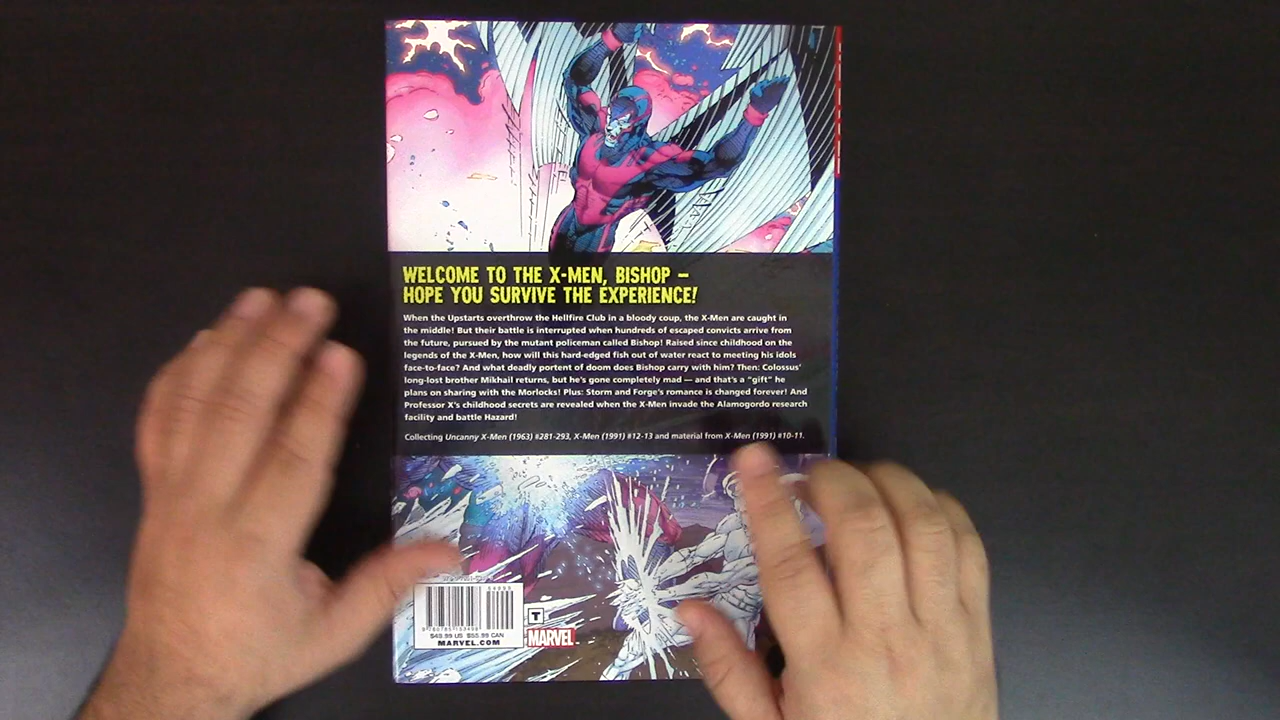 WELCOME TO THE X-MEN, BISHOP –
HOPE YOU SURVIVE THE EXPERIENCE!
When the Upstarts overthrow the Hellfire Club in a bloody coup, the X-Men are caught in
the middle! But their battle is interrupted when hundreds of escaped convicts arrive from
the future, pursued by the mutant policeman called Bishop! Raised since childhood on the
legends of the X-Men, how will this hard-edged fish out of water react to meeting his idols
face-to-face? And what deadly portent of doom does Bishop carry with him? Then: Colossus'
long-lost brother Mikhail returns, but he's gone completely mad — and that's a "gift" he
plans on sharing with the Morlocks! Plus: Storm and Forge's romance is changed forever! And
Professor X's childhood secrets are revealed when the X-Men invade the Alamogordo research
facility and battle Hazard!
Collecting Uncanny X-Men (1963) #281-293, X-Men (1991) #12-13 and material from X-Men (1991) #10-11.
T
MARVEL
MARVEL.COM